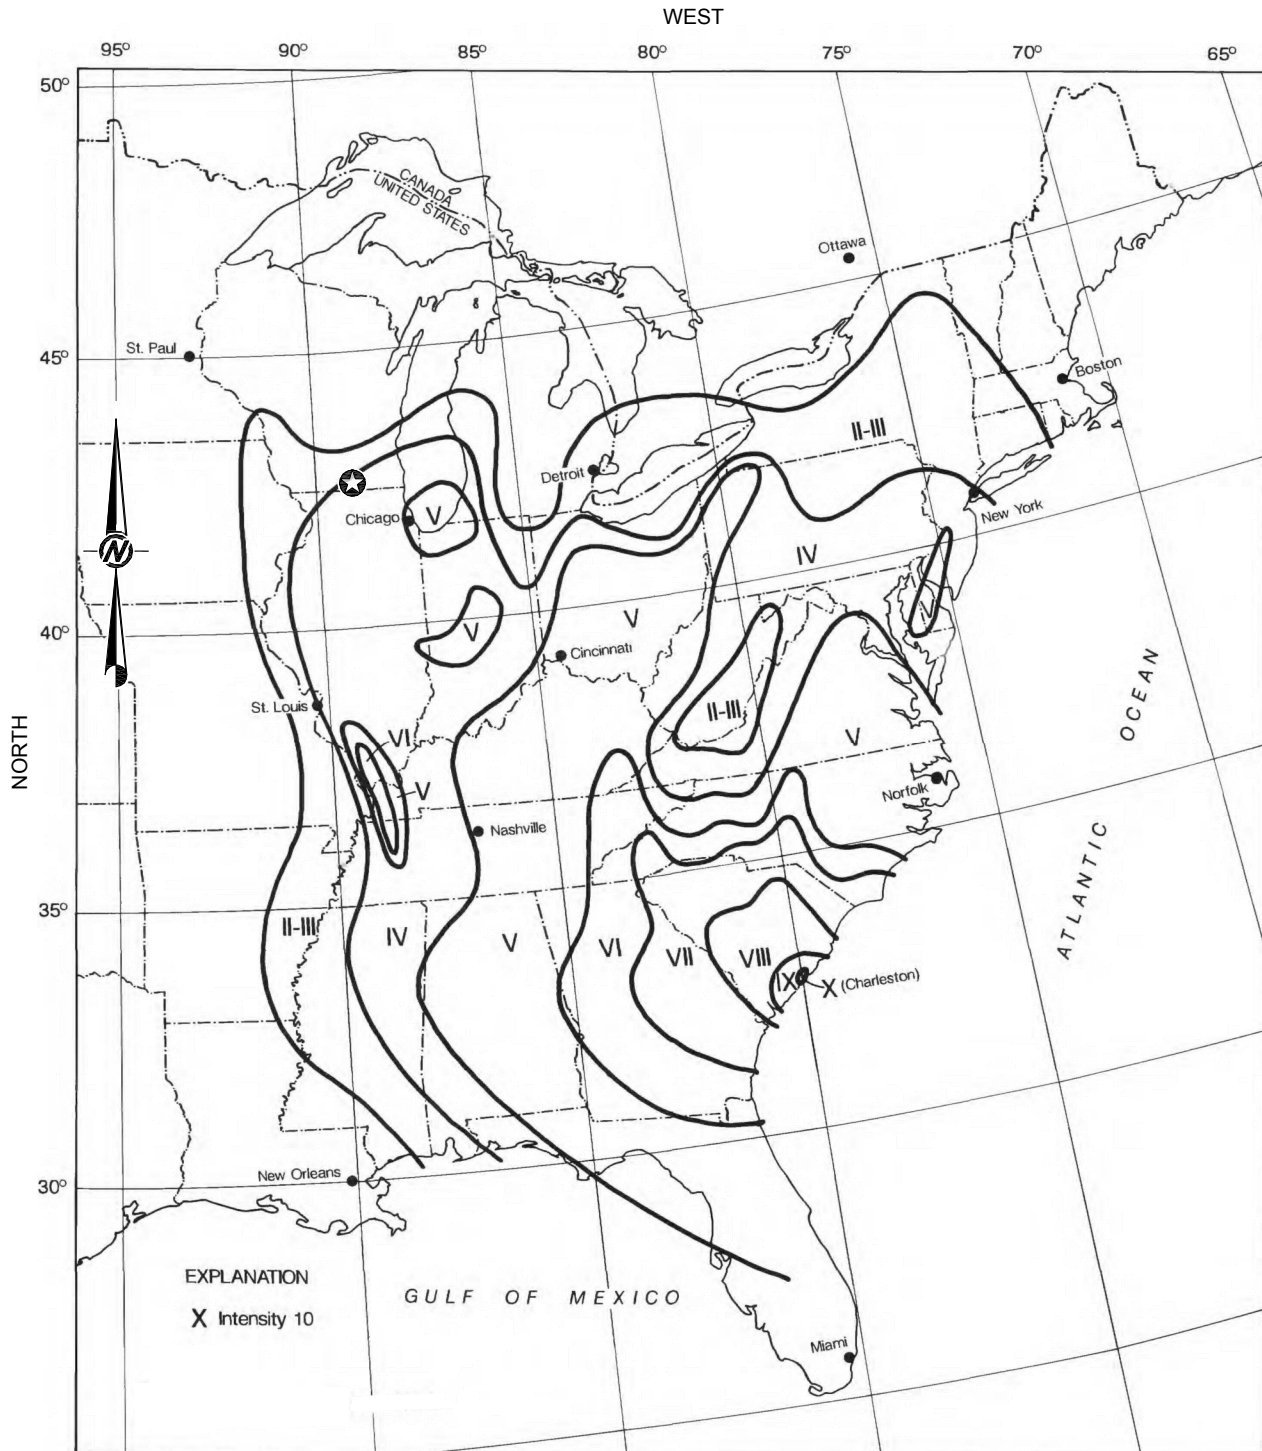 WEST
95° 90° 85° 80° 75° 70° 65°
50°
CANADA
UNITED STATES
Ottawa
St. Paul
45°
Boston
II-III
Detroit
Chicago
V
New York
N
IV
V
V
V
40°
Cincinnati
OCEAN
St. Louis
II-III
VI
V
V
NORTH
Norfolk
Nashville
ATLANTIC
35°
II-III
IV
V
VI
VII
VIII
IX
X (Charleston)
30°
New Orleans
EXPLANATION
X Intensity 10
GULF OF MEXICO
Miami